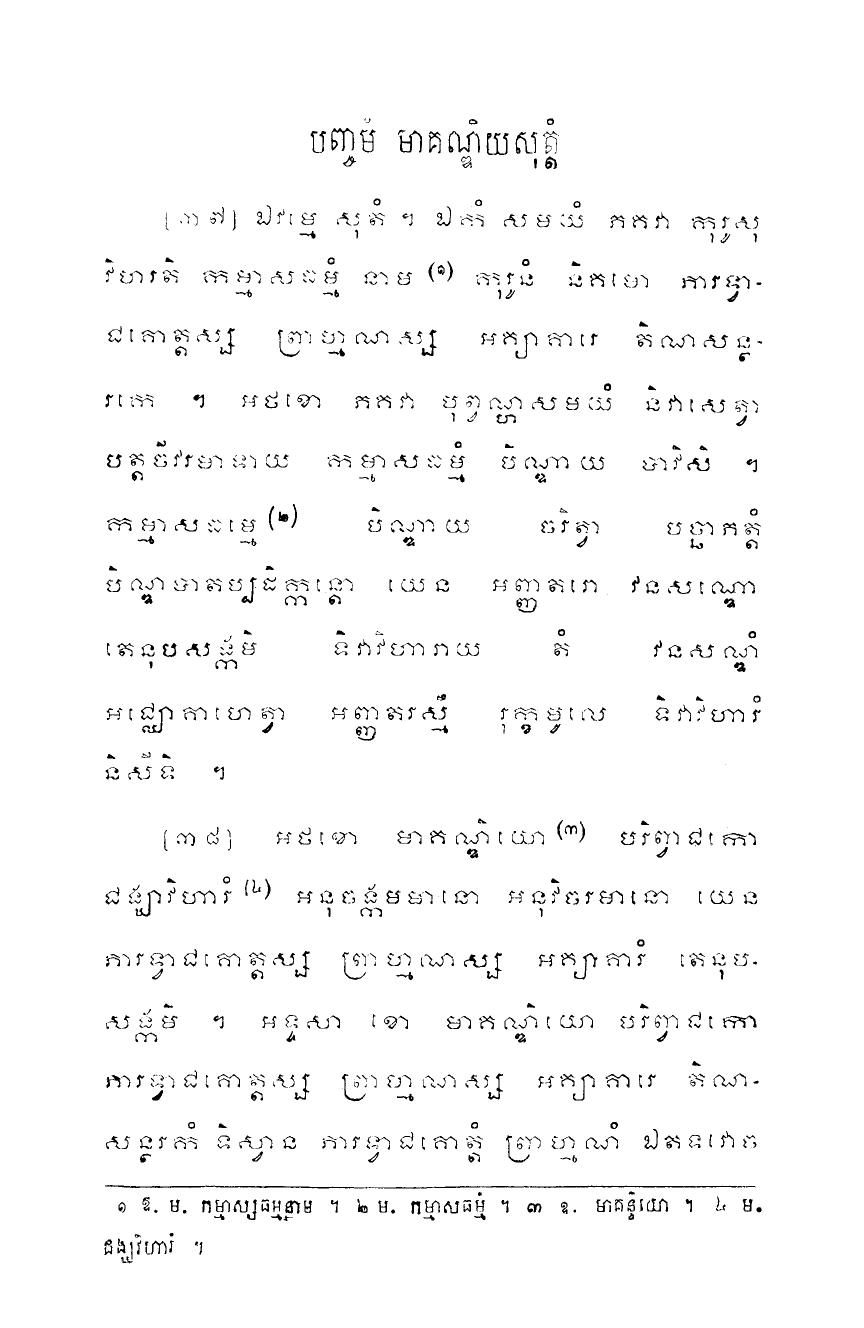 បញ្ចមំ មាគណ្ឌិយសុត្តំ
[៣៧] ឯវម្មេ សុតំ ។ ឯកំ សមយំ ភគវា កុរូសុ
វិហរតិ កម្មាសធម្មំ នាម (១) កុរូនំ និគមោ ភារទ្វា-
ជគោត្តស្ស ព្រាហ្មណស្ស អគ្យាគារេ តិណសន្ថ-
រកេ ។ អថខោ ភគវា បុព្វណ្ហសមយំ និវាសេត្វា
បត្តចីវរមាទាយ កម្មាសធម្មំ បិណ្ឌាយ បាវិសិ ។
កម្មាសធម្មេ (២) បិណ្ឌាយ ចរិត្វា បច្ឆាភត្តំ
បិណ្ឌបាតប្បដិក្កន្តោ យេន អញ្ញតរោ វនសណ្ឌោ
តេនុបសង្កមិ ទិវាវិហារាយ តំ វនសណ្ឌំ
អជ្ឈោគាហេត្វា អញ្ញតរស្មឹ រុក្ខមូលេ ទិវាវិហារំ
និសីទិ ។
[៣៨] អថខោ មាគណ្ឌិយោ (៣) បរិព្វាជកោ
ជង្ឃាវិហារំ (៤) អនុចង្កមមានោ អនុវិចរមានោ យេន
ភារទ្វាជគោត្តស្ស ព្រាហ្មណស្ស អគ្យាគារំ តេនុប-
សង្កមិ ។ អទ្ទសា ខោ មាគណ្ឌិយោ បរិព្វាជកោ
ភារទ្វាជគោត្តស្ស ព្រាហ្មណស្ស អគ្យាគារេ តិណ-
សន្ថរកំ ទិស្វាន ភារទ្វាជគោត្តំ ព្រាហ្មណំ ឯតទវោច
១ ឱ. ម. កម្មាស្សធម្មន្នាម ។ ២ ម. កម្មាសធម្មំ ។ ៣ ឧ. មាគន្ទិយោ ។ ៤ ម.
ជង្ឃវិហារំ ។